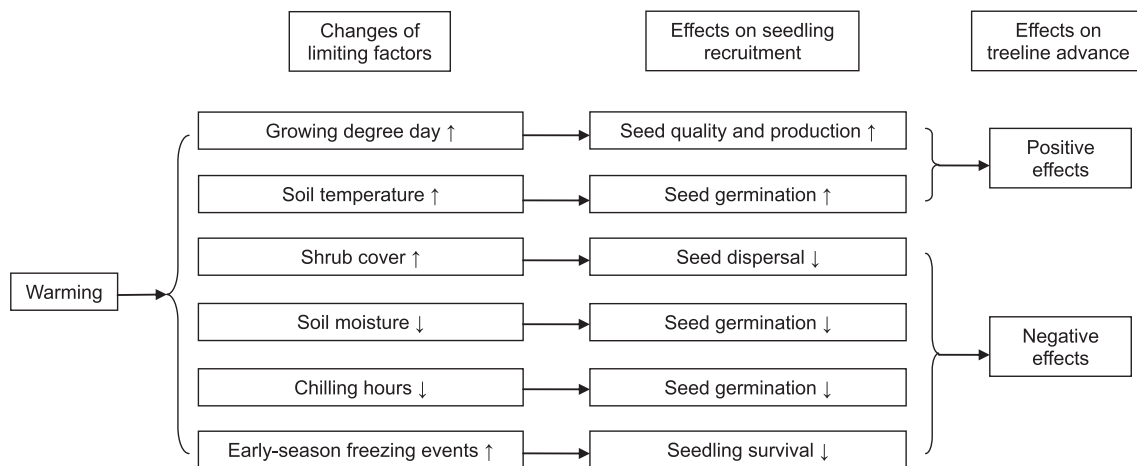 Changes of
limiting factors
Effects on seedling
recruitment
Effects on
treeline advance
Growing degree day ↑
Seed quality and production ↑
Positive
effects
Soil temperature ↑
Seed germination ↑
Shrub cover ↑
Seed dispersal ↓
Warming
Soil moisture ↓
Seed germination ↓
Negative
effects
Chilling hours ↓
Seed germination ↓
Early-season freezing events ↑
Seedling survival ↓